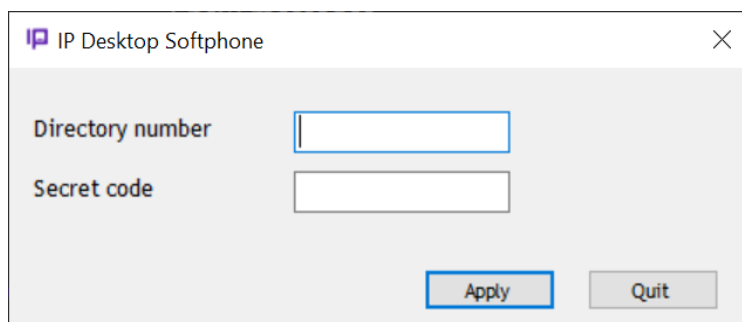 IP Desktop Softphone
Directory number
Secret code
Apply Quit